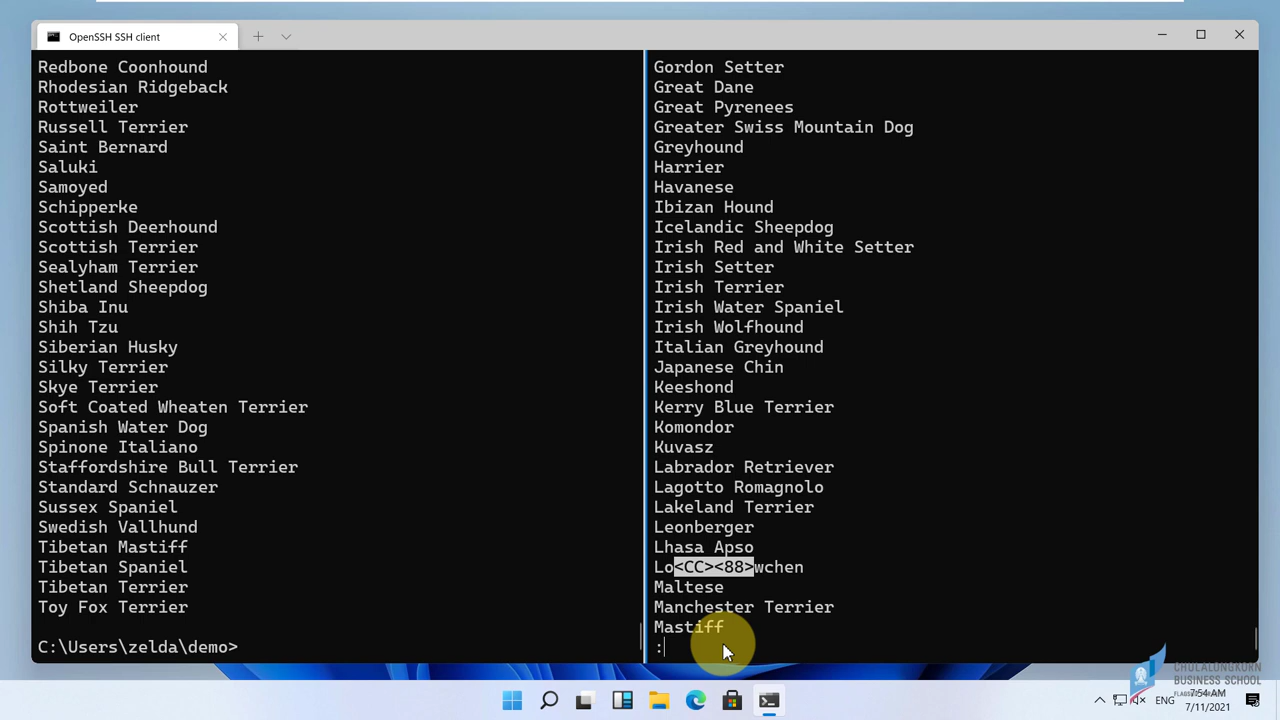 OpenSSH SSH client
Redbone Coonhound
Rhodesian Ridgeback
Rottweiler
Russell Terrier
Saint Bernard
Saluki
Samoyed
Schipperke
Scottish Deerhound
Scottish Terrier
Sealyham Terrier
Shetland Sheepdog
Shiba Inu
Shih Tzu
Siberian Husky
Silky Terrier
Skye Terrier
Soft Coated Wheaten Terrier
Spanish Water Dog
Spinone Italiano
Staffordshire Bull Terrier
Standard Schnauzer
Sussex Spaniel
Swedish Vallhund
Tibetan Mastiff
Tibetan Spaniel
Tibetan Terrier
Toy Fox Terrier
C:\Users\zelda\demo>
Gordon Setter
Great Dane
Great Pyrenees
Greater Swiss Mountain Dog
Greyhound
Harrier
Havanese
Ibizan Hound
Icelandic Sheepdog
Irish Red and White Setter
Irish Setter
Irish Terrier
Irish Water Spaniel
Irish Wolfhound
Italian Greyhound
Japanese Chin
Keeshond
Kerry Blue Terrier
Komondor
Kuvasz
Labrador Retriever
Lagotto Romagnolo
Lakeland Terrier
Leonberger
Lhasa Apso
Lo<CC><88>wchen
Maltese
Manchester Terrier
Mastiff
:
CHULALONGKORN
BUSINESS SCHOOL
ENG
7:54 AM
7/11/2021